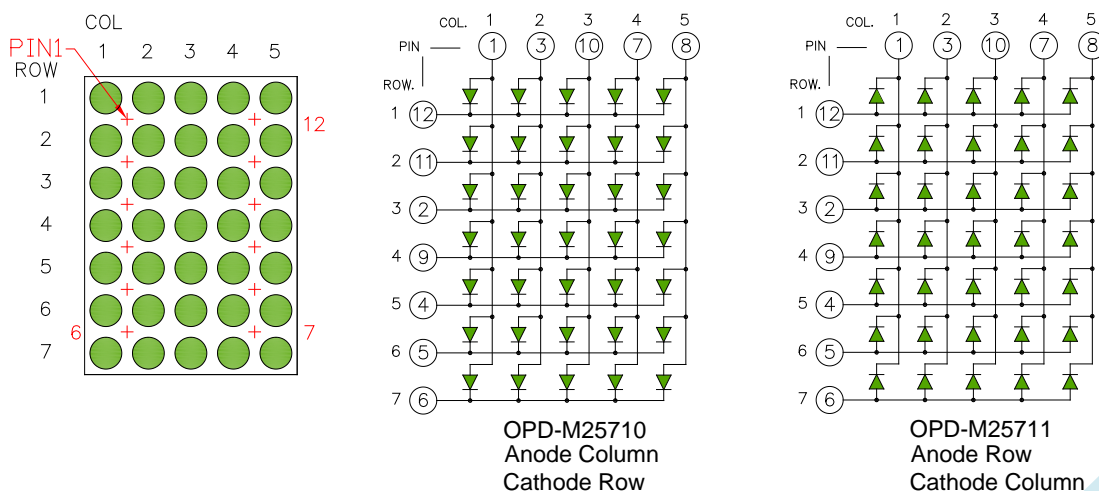 COL
PIN1
1 2 3 4 5
ROW
1
12
2
3
4
5
6
6 7
7
COL. 1 2 3 4 5
PIN 1 3 10 7 8
ROW.
1 12
2 11
3 2
4 9
5 4
6 5
7 6
OPD-M25710
Anode Column
Cathode Row
COL. 1 2 3 4 5
PIN 1 3 10 7 8
ROW.
1 12
2 11
3 2
4 9
5 4
6 5
7 6
OPD-M25711
Anode Row
Cathode Column